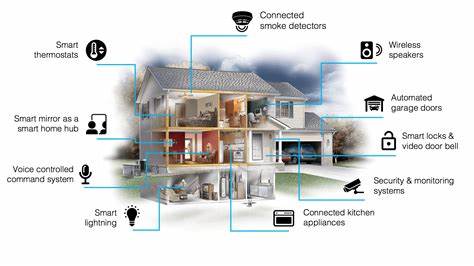 Connected
smoke detectors
Smart
thermostats
Wireless
speakers
Automated
garage doors
Smart mirror as a
smart home hub
Smart locks &
video door bell
Voice controlled
command system
Security & monitoring
systems
Smart
lightning
Connected kitchen
appliances